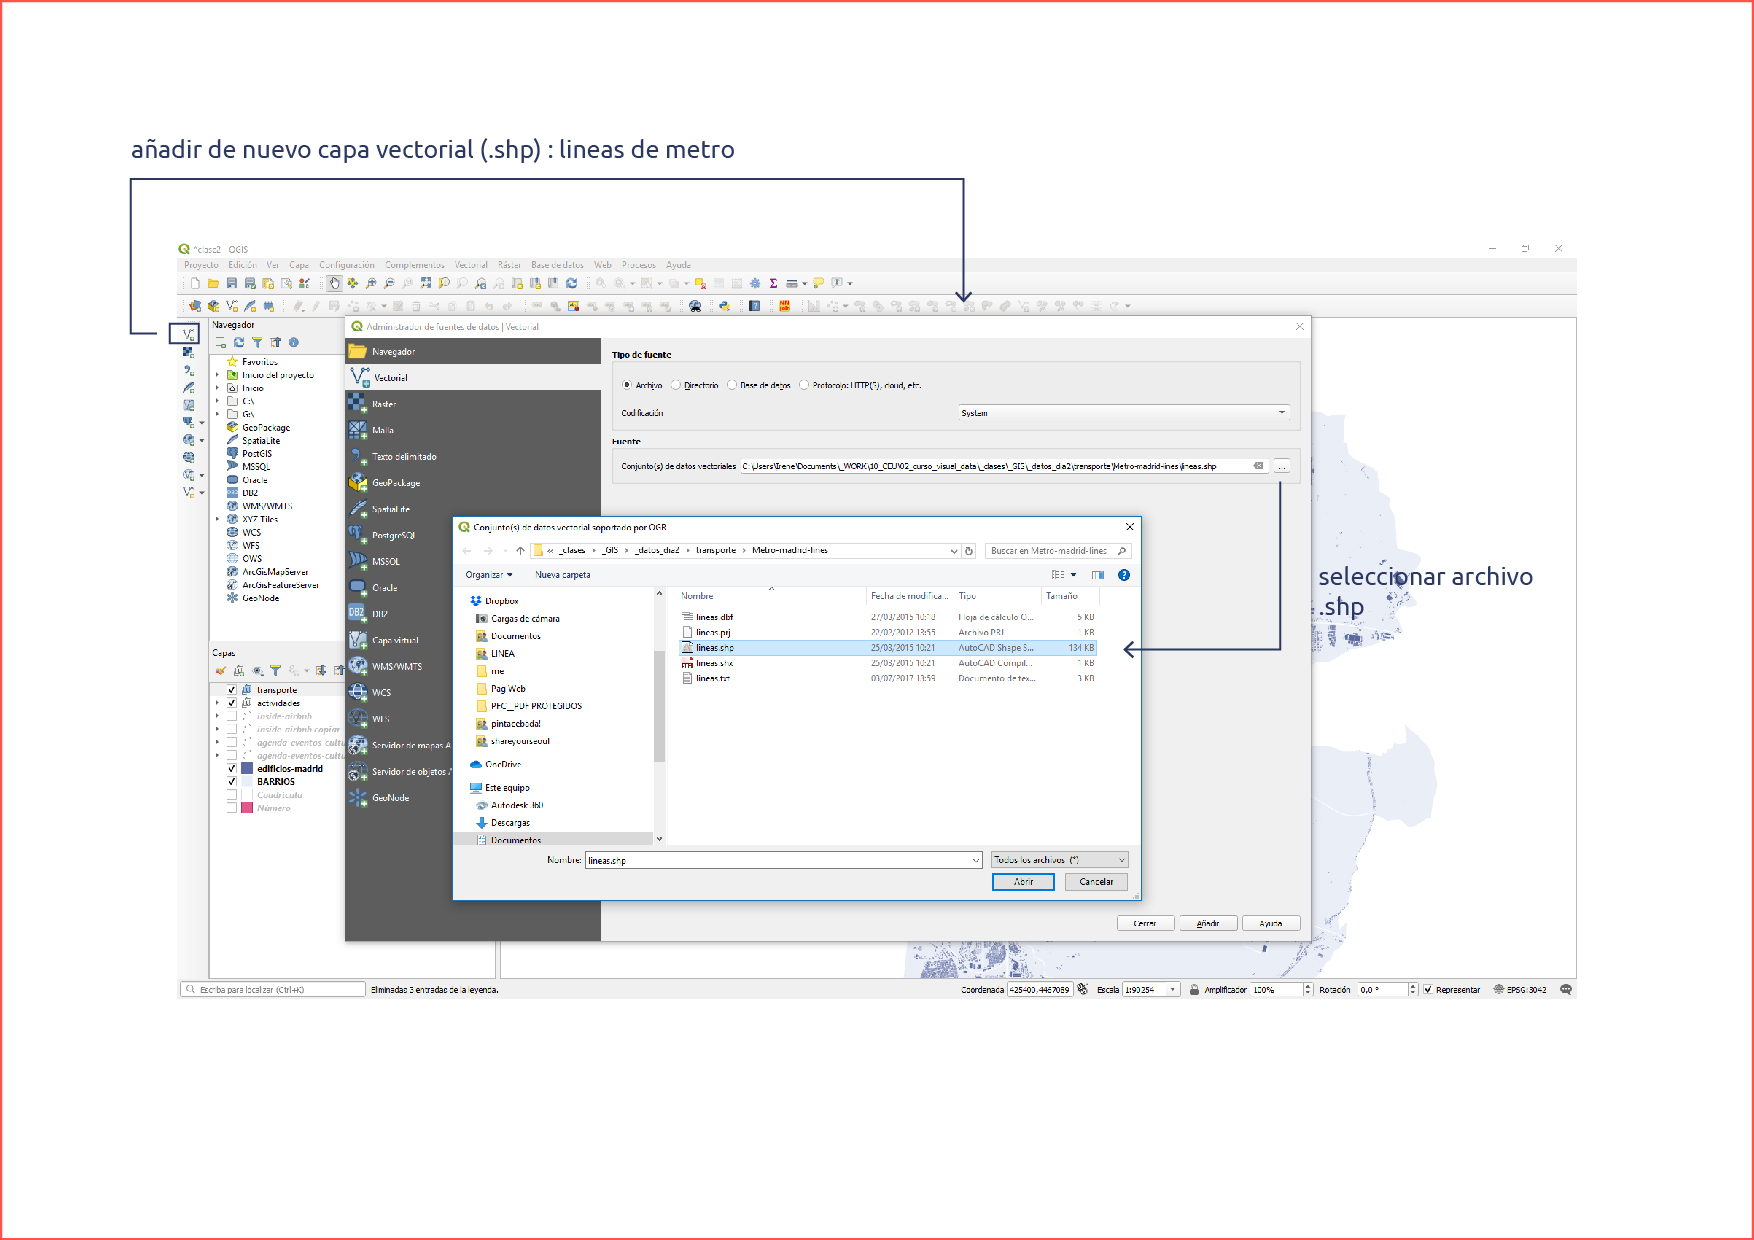 añadir de nuevo capa vectorial (.shp) : lineas de metro
*clase2 - QGIS
Proyecto Edición Ver Capa Configuración Complementos Vectorial Ráster Base de datos Web Procesos Ayuda
Navegador
Favoritos
Inicio del proyecto
Inicio
C:\
G:\
GeoPackage
SpatiaLite
PostGIS
MSSQL
Oracle
DB2
WMS/WMTS
XYZ Tiles
WCS
WFS
OWS
ArcGisMapServer
ArcGisFeatureServer
GeoNode
Capas
transporte
actividades
inside-airbnb
inside-airbnb copiar
agenda-eventos-cultu
agenda-eventos-cultu
edificios-madrid
BARRIOS
Cuadricula
Número
Administrador de fuentes de datos | Vectorial
Navegador
Vectorial
Ráster
Malla
Texto delimitado
GeoPackage
SpatiaLite
PostgreSQL
MSSQL
Oracle
DB2
Capa virtual
WMS/WMTS
WCS
WFS
Servidor de mapas A
Servidor de objetos A
GeoNode
Tipo de fuente
Archivo Directorio Base de datos Protocolo: HTTP(S), cloud, etc.
Codificación System
Fuente
Conjunto(s) de datos vectoriales C:\Users\Irene\Documents\_WORK\10_CEU\02_curso_visual_data\_clases\_GIS\_datos_dia2\transporte\Metro-madrid-lines\lineas.shp ...
Conjunto(s) de datos vectorial soportado por OGR
« _clases › _GIS › _datos_dia2 › transporte › Metro-madrid-lines
Buscar en Metro-madrid-lines
Organizar Nueva carpeta
Dropbox
Cargas de cámara
Documentos
LINEA
me
Pag Web
PFC__PDF PROTEGIDOS
pintacebada!
shareyourseoul
OneDrive
Este equipo
Autodesk 360
Descargas
Documentos
Nombre Fecha de modifica... Tipo Tamaño
lineas.dbf 27/03/2015 10:18 Hoja de cálculo O... 5 KB
lineas.prj 22/02/2012 13:55 Archivo PRJ 1 KB
lineas.shp 25/03/2015 10:21 AutoCAD Shape S... 134 KB
lineas.shx 25/03/2015 10:21 AutoCAD Compil... 1 KB
lineas.txt 03/07/2017 13:59 Documento de tex... 3 KB
Nombre: lineas.shp Todos los archivos (*)
Abrir Cancelar
seleccionar archivo
.shp
Cerrar Añadir Ayuda
Escriba para localizar (Ctrl+K) Eliminadas 3 entradas de la leyenda. Coordenada 425400,4467089 Escala 1:90254 Amplificador 100% Rotación 0,0 ° Representar EPSG:3042